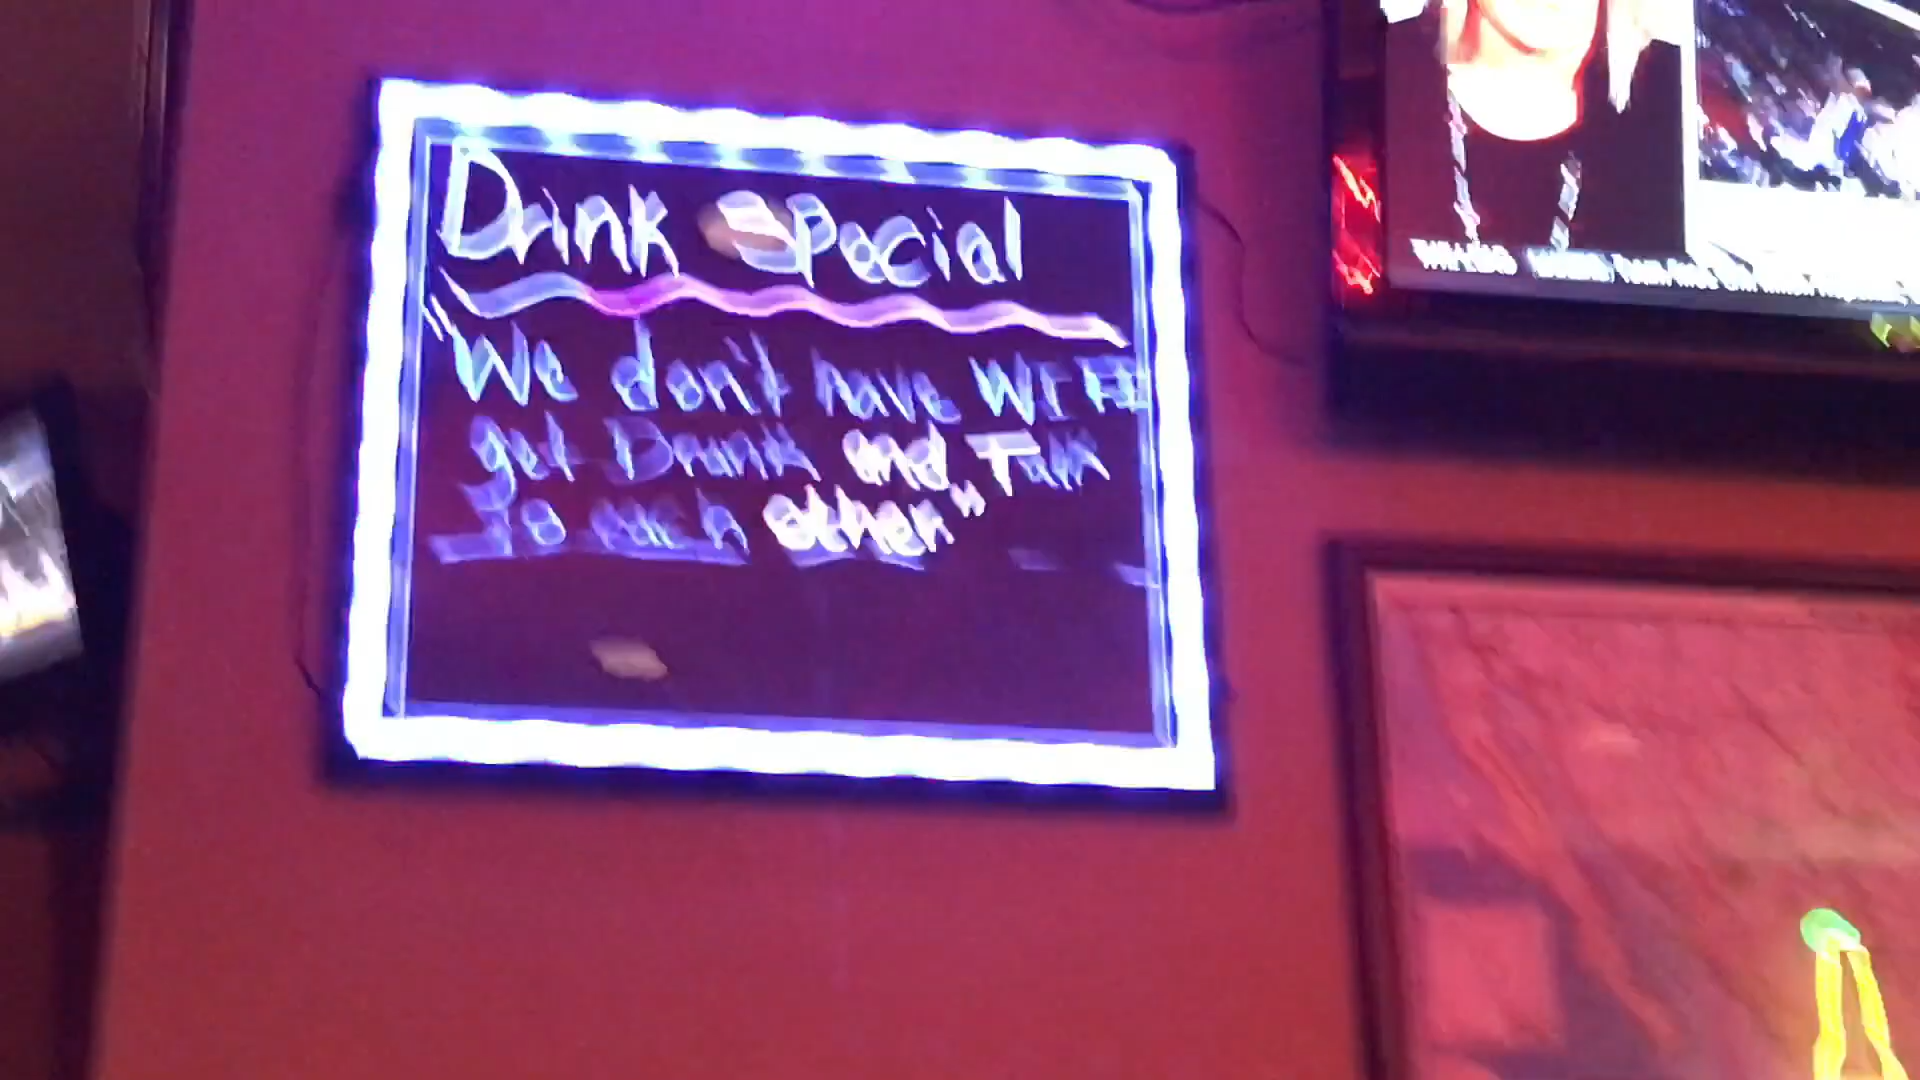 Drink Special
"We don't have WI FI
get Drunk and Talk
To each other"